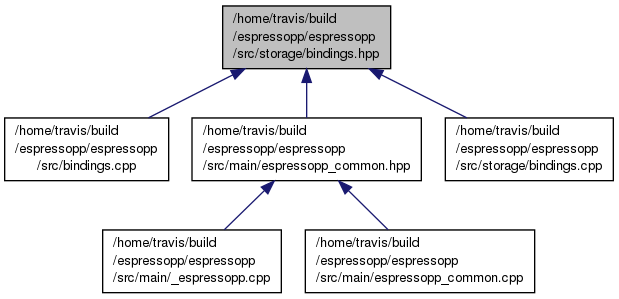 /home/travis/build
/espressopp/espressopp
/src/storage/bindings.hpp
/home/travis/build
/espressopp/espressopp
/src/bindings.cpp
/home/travis/build
/espressopp/espressopp
/src/main/espressopp_common.hpp
/home/travis/build
/espressopp/espressopp
/src/storage/bindings.cpp
/home/travis/build
/espressopp/espressopp
/src/main/_espressopp.cpp
/home/travis/build
/espressopp/espressopp
/src/main/espressopp_common.cpp